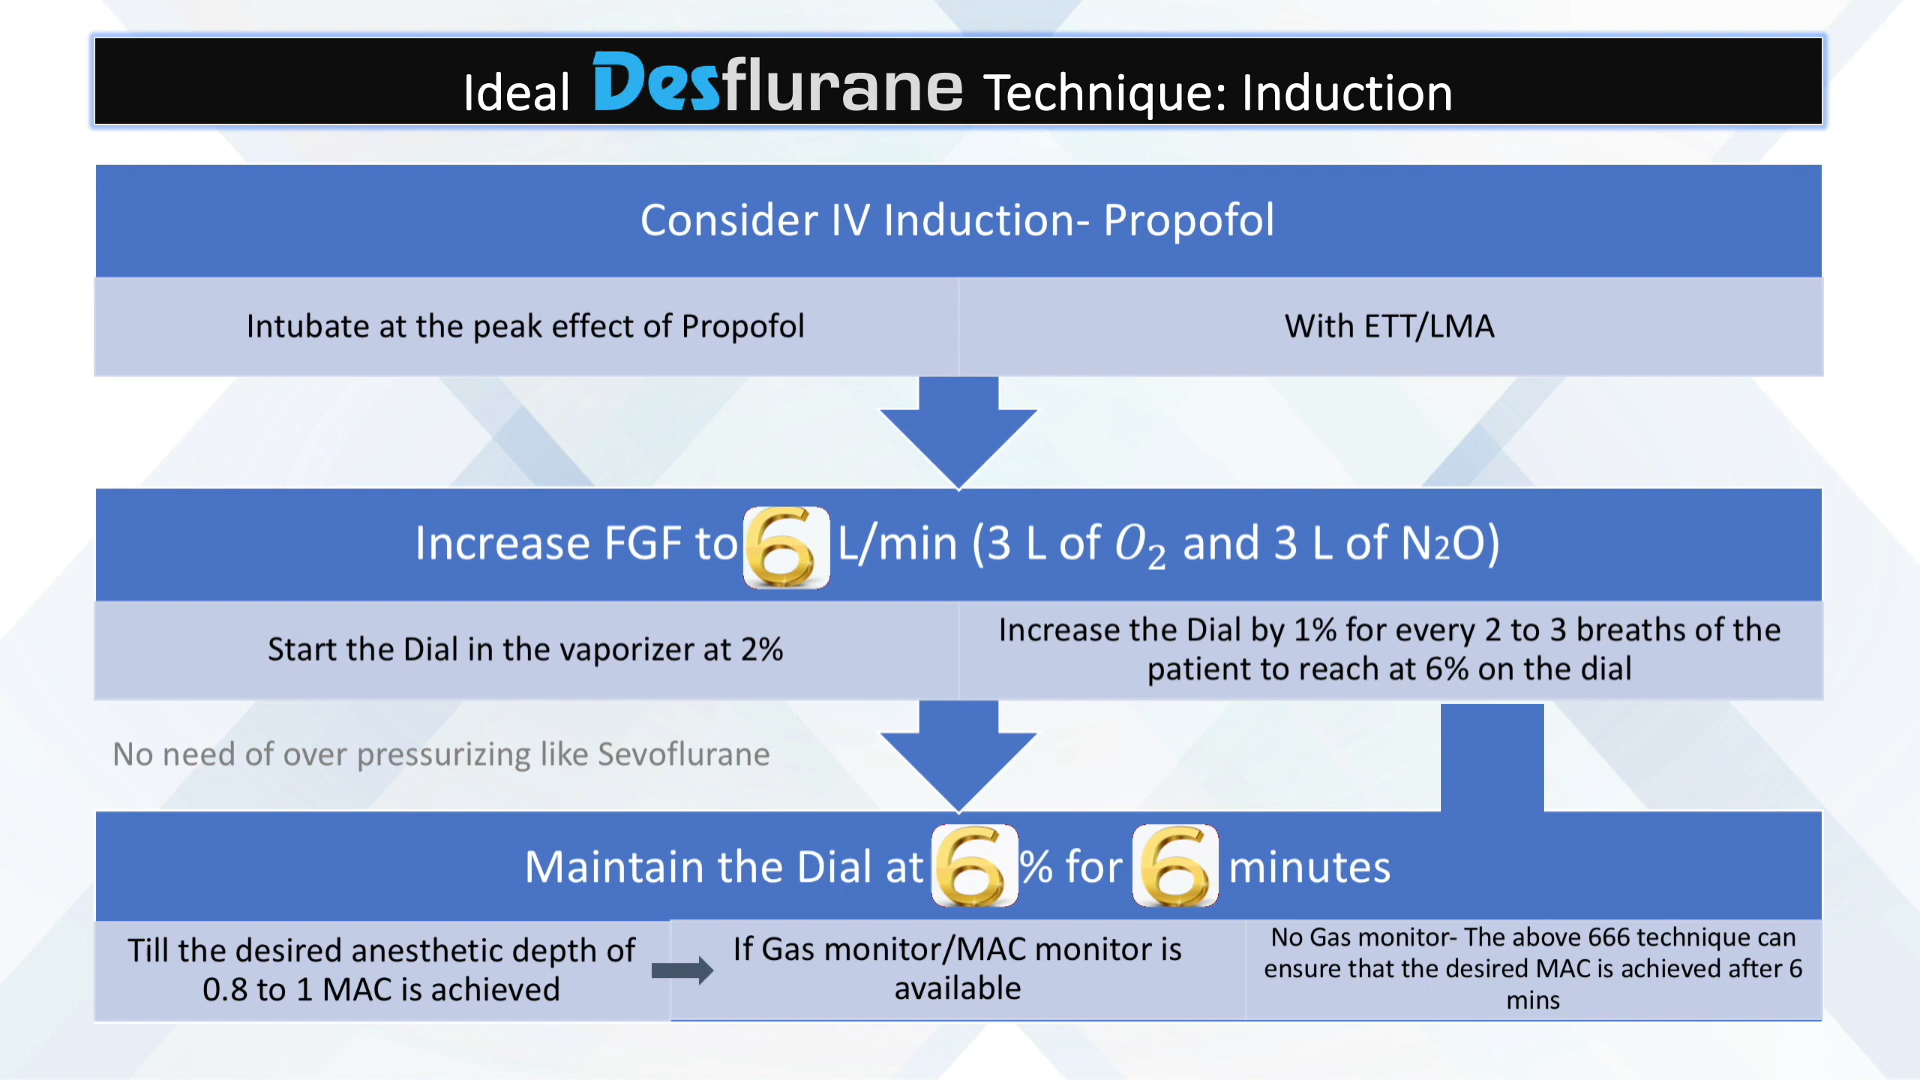 Ideal Desflurane Technique: Induction
Consider IV Induction- Propofol
Intubate at the peak effect of Propofol
With ETT/LMA
Increase FGF to 6 L/min (3 L of O₂ and 3 L of N2O)
Start the Dial in the vaporizer at 2%
Increase the Dial by 1% for every 2 to 3 breaths of the
patient to reach at 6% on the dial
No need of over pressurizing like Sevoflurane
Maintain the Dial at 6 % for 6 minutes
Till the desired anesthetic depth of
0.8 to 1 MAC is achieved
If Gas monitor/MAC monitor is
available
No Gas monitor- The above 666 technique can
ensure that the desired MAC is achieved after 6
mins